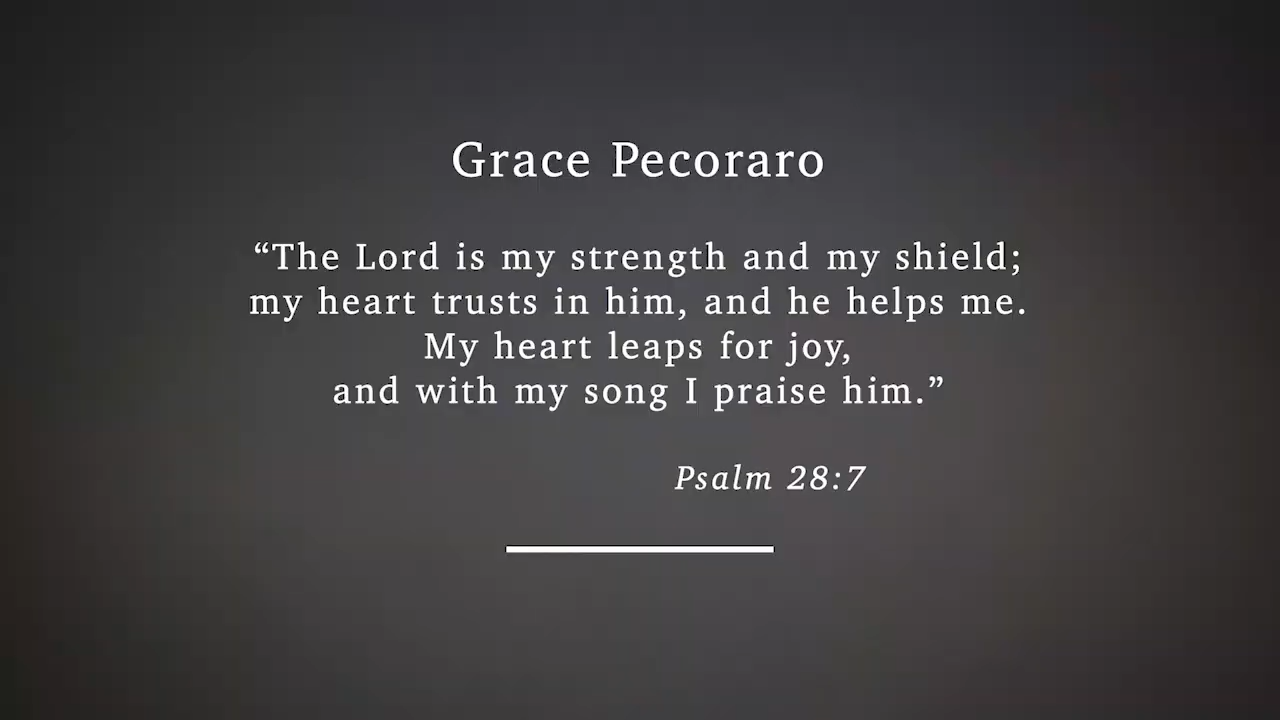 Grace Pecoraro
“The Lord is my strength and my shield;
my heart trusts in him, and he helps me.
My heart leaps for joy,
and with my song I praise him.”
Psalm 28:7